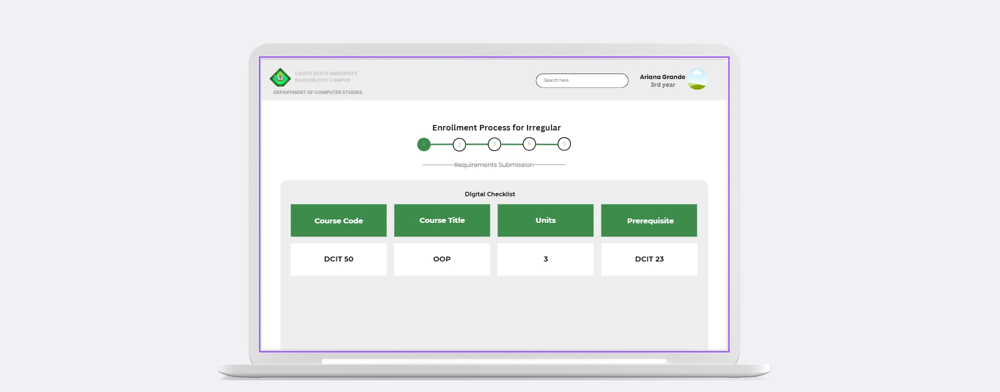 CAVITE STATE UNIVERSITY
BACOOR CITY CAMPUS
DEPARTMENT OF COMPUTER STUDIES
Search here
Ariana Grande
3rd year
Enrollment Process for Irregular
1 2 3 4 5
Requirements Submission
DIgital Checklist
Course Code Course Title Units Prerequisite
DCIT 50 OOP 3 DCIT 23